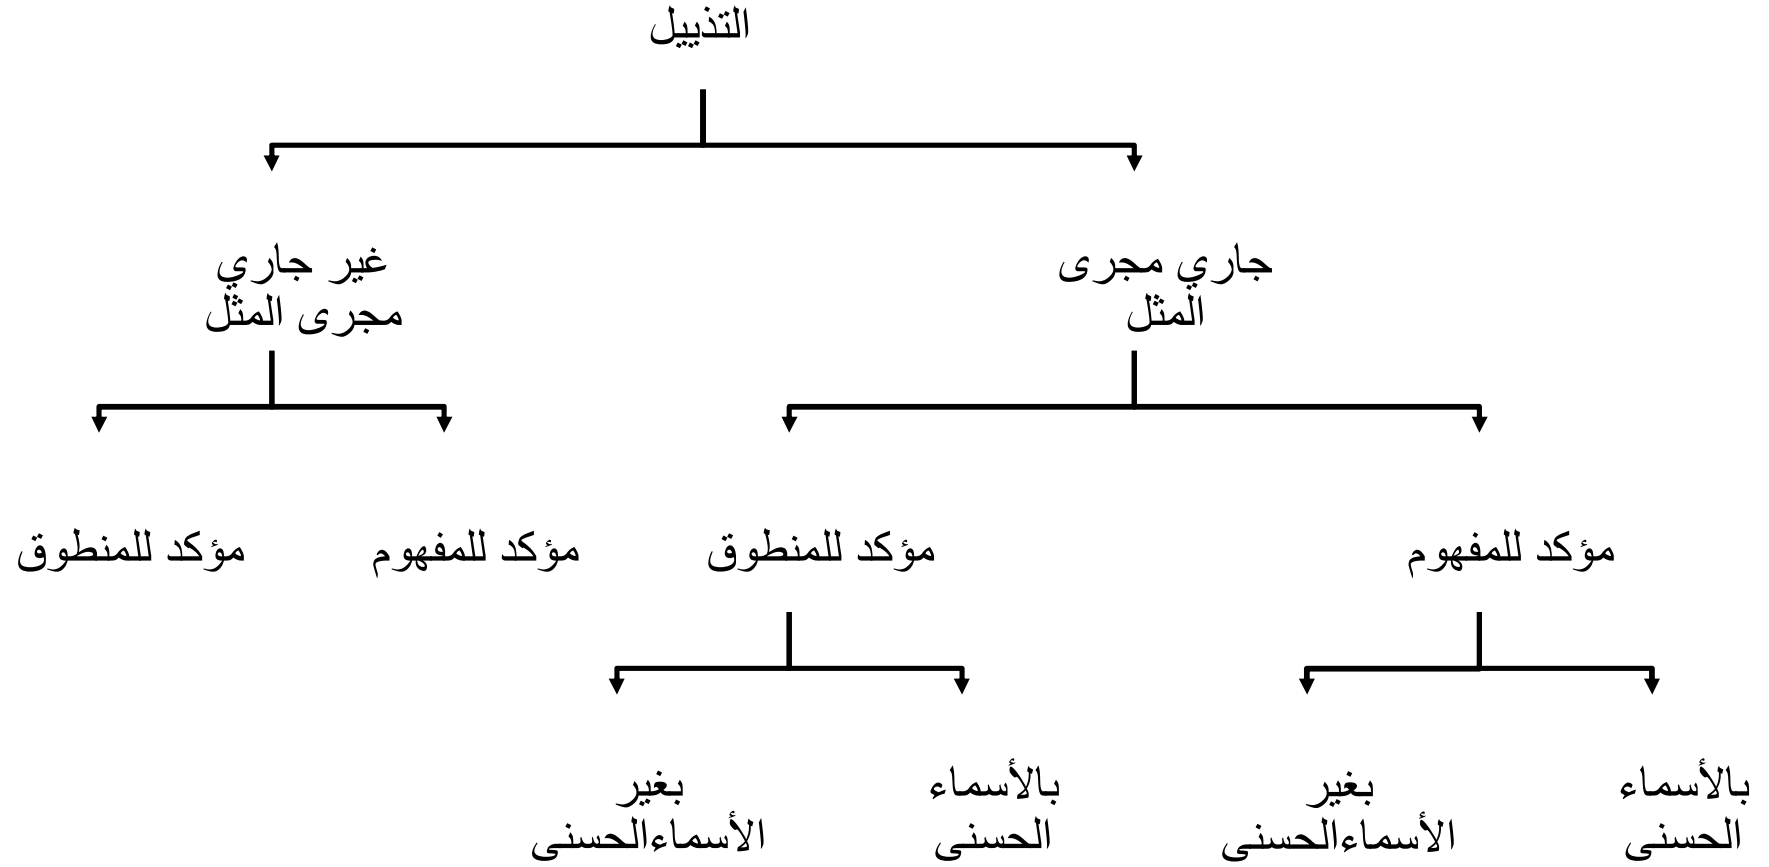 التذييل
جاري مجرى
المثل
غير جاري
مجرى المثل
مؤكد للمفهوم
مؤكد للمنطوق
مؤكد للمفهوم
مؤكد للمنطوق
بالأسماء
الحسنى
بغير
الأسماءالحسنى
بالأسماء
الحسنى
بغير
الأسماءالحسنى